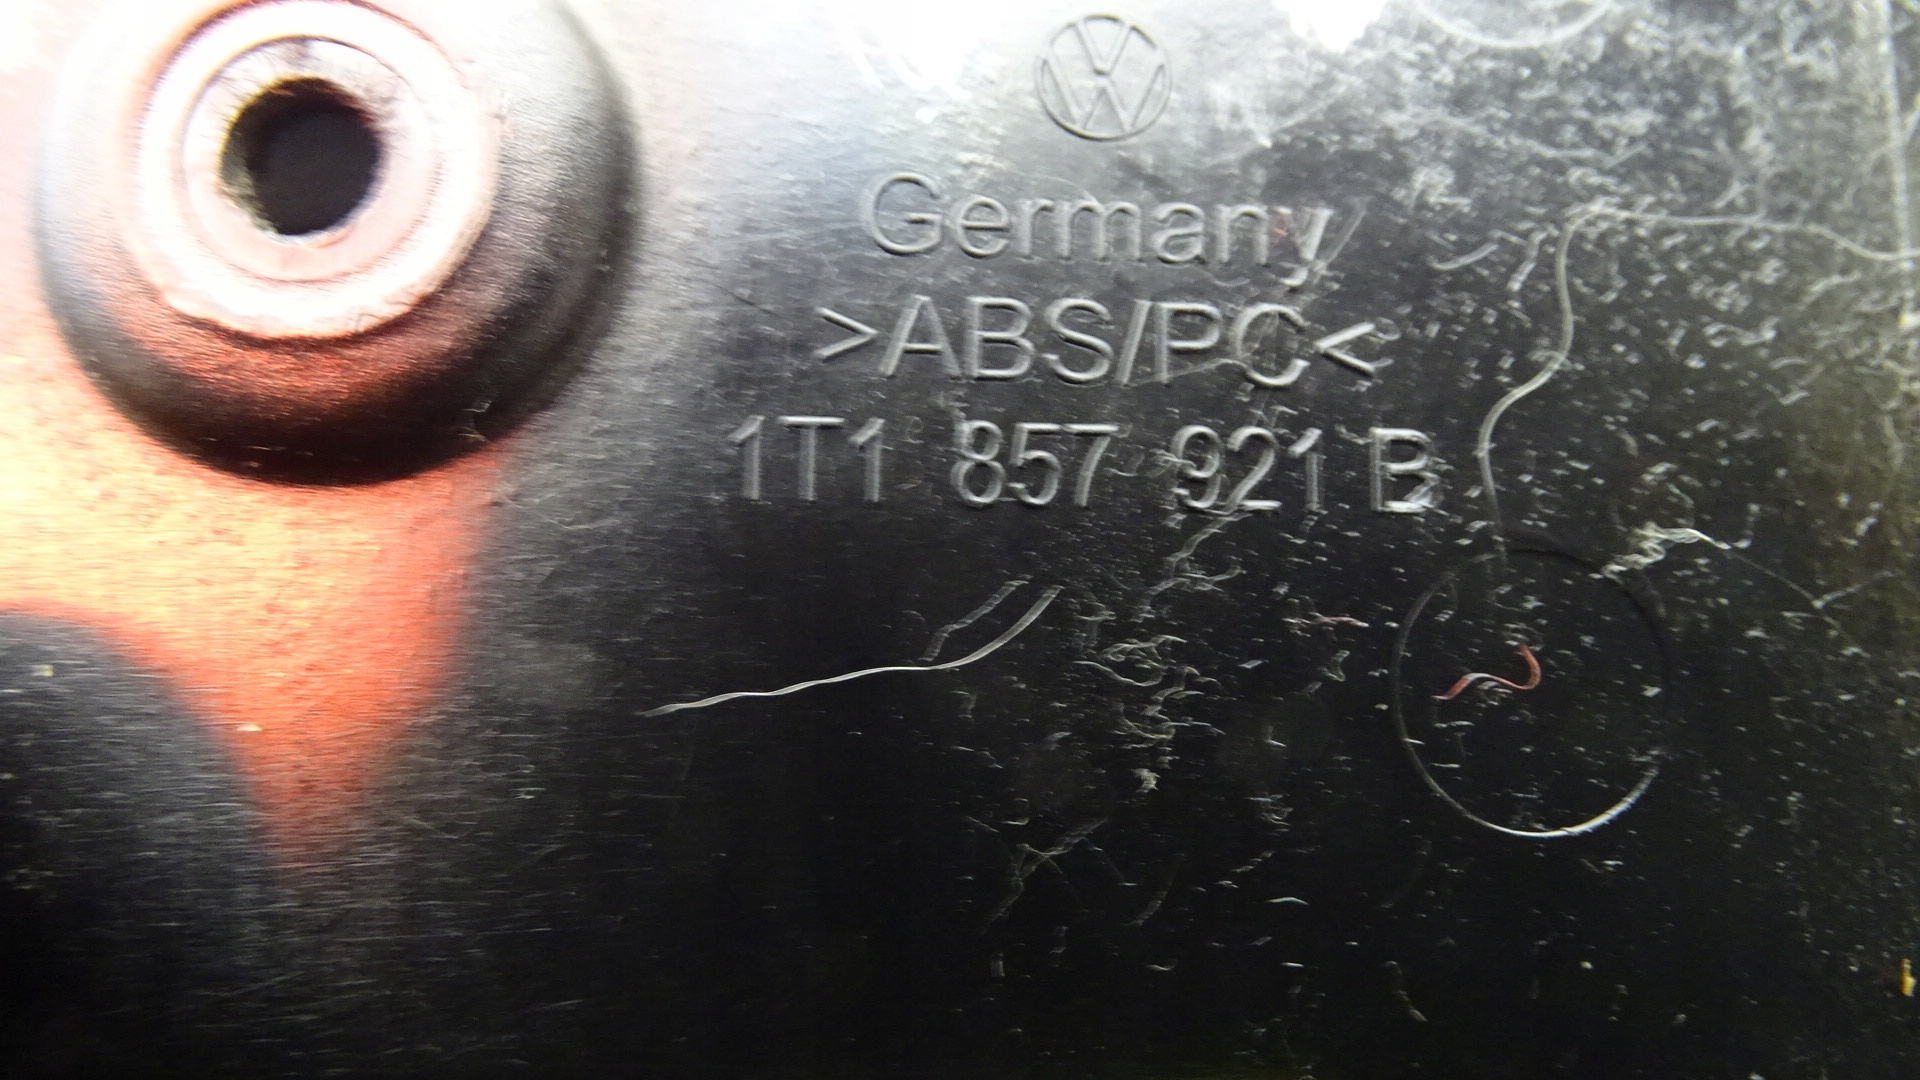 Germany
>ABS/PC<
1T1 857 921 B